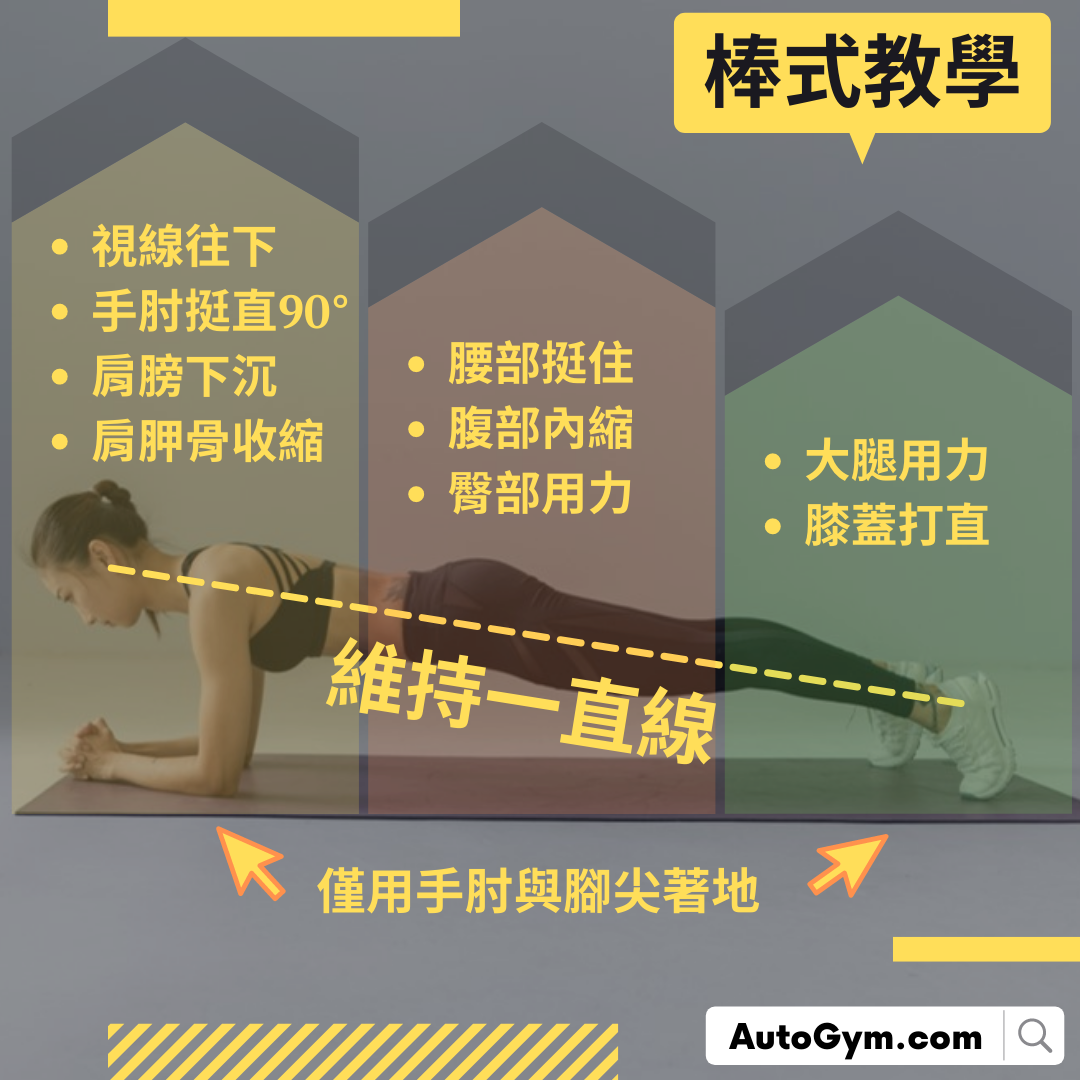 棒式教學
視線往下
手肘挺直90°
肩膀下沉
肩胛骨收縮
腰部挺住
腹部內縮
臀部用力
大腿用力
膝蓋打直
維持一直線
僅用手肘與腳尖著地
AutoGym.com